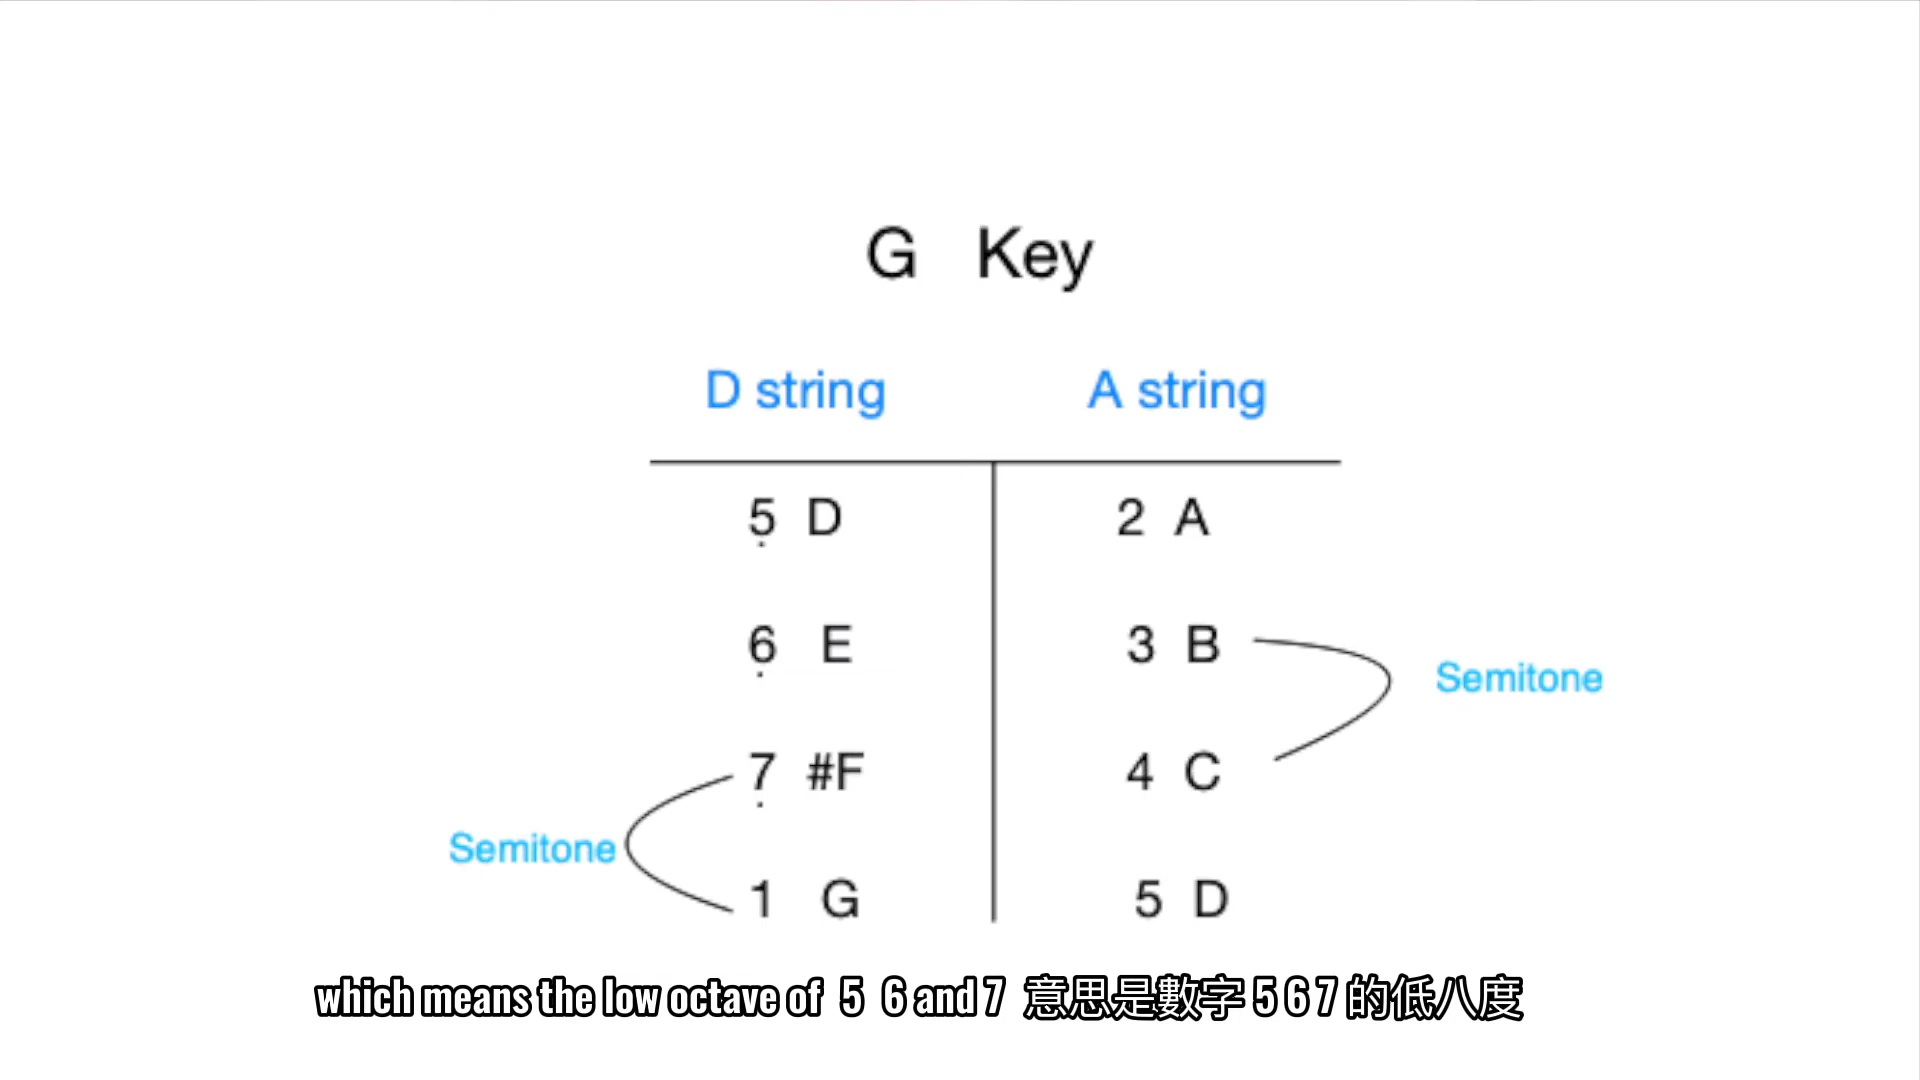 G Key
D string A string
5̣ D 2 A
6̣ E 3 B
Semitone
7̣ #F 4 C
Semitone
1 G 5 D
which means the low octave of 5 6 and 7 意思是數字 5 6 7 的低八度